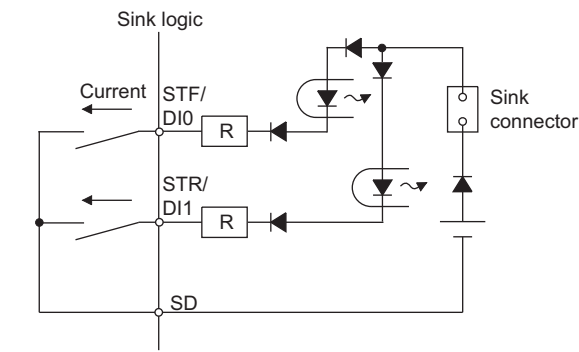 Sink logic
Current
STF/
DI0
R
Sink
connector
STR/
DI1
R
SD